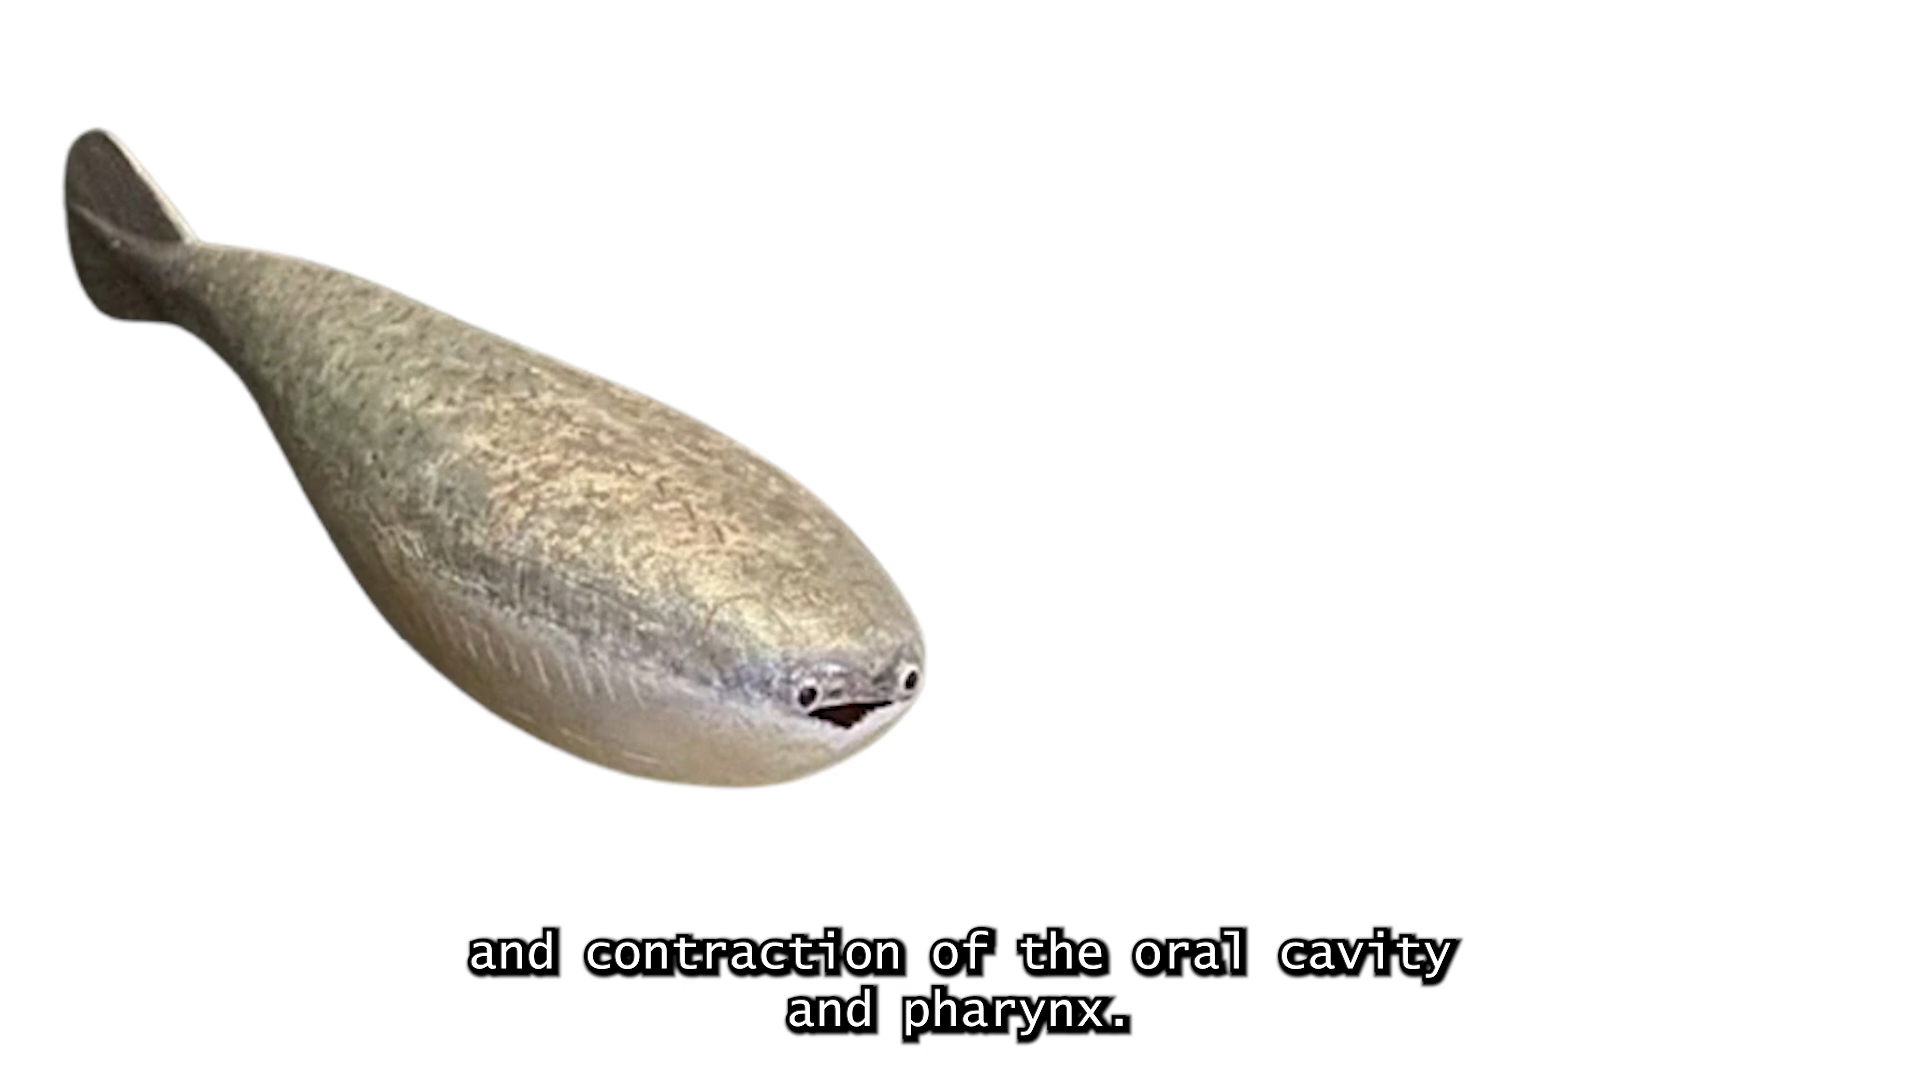 and contraction of the oral cavity
and pharynx.